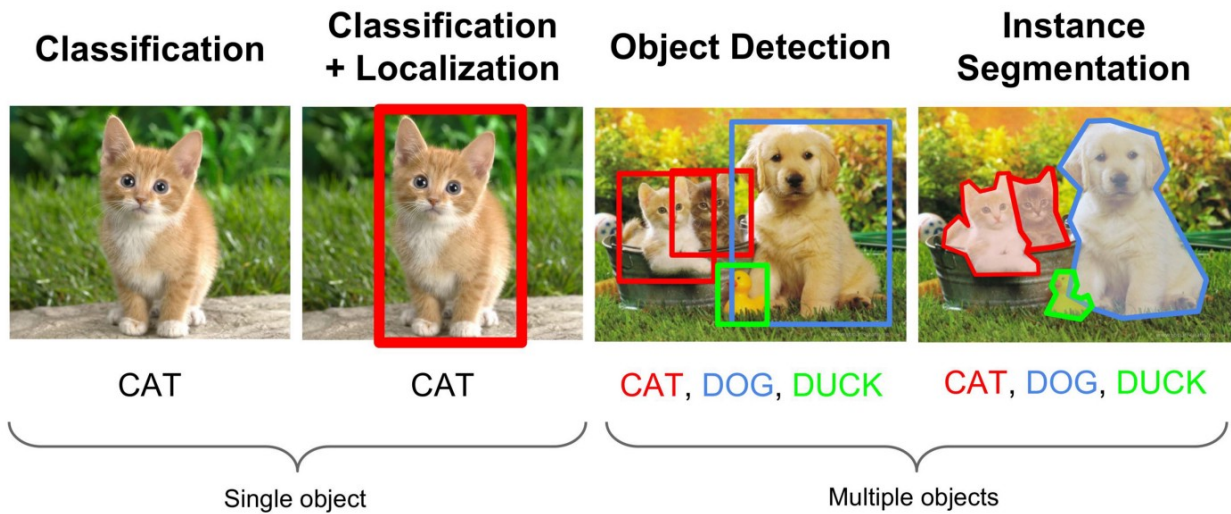 Classification
Classification
+ Localization
Object Detection
Instance
Segmentation
CAT
CAT
CAT, DOG, DUCK
CAT, DOG, DUCK
Single object
Multiple objects